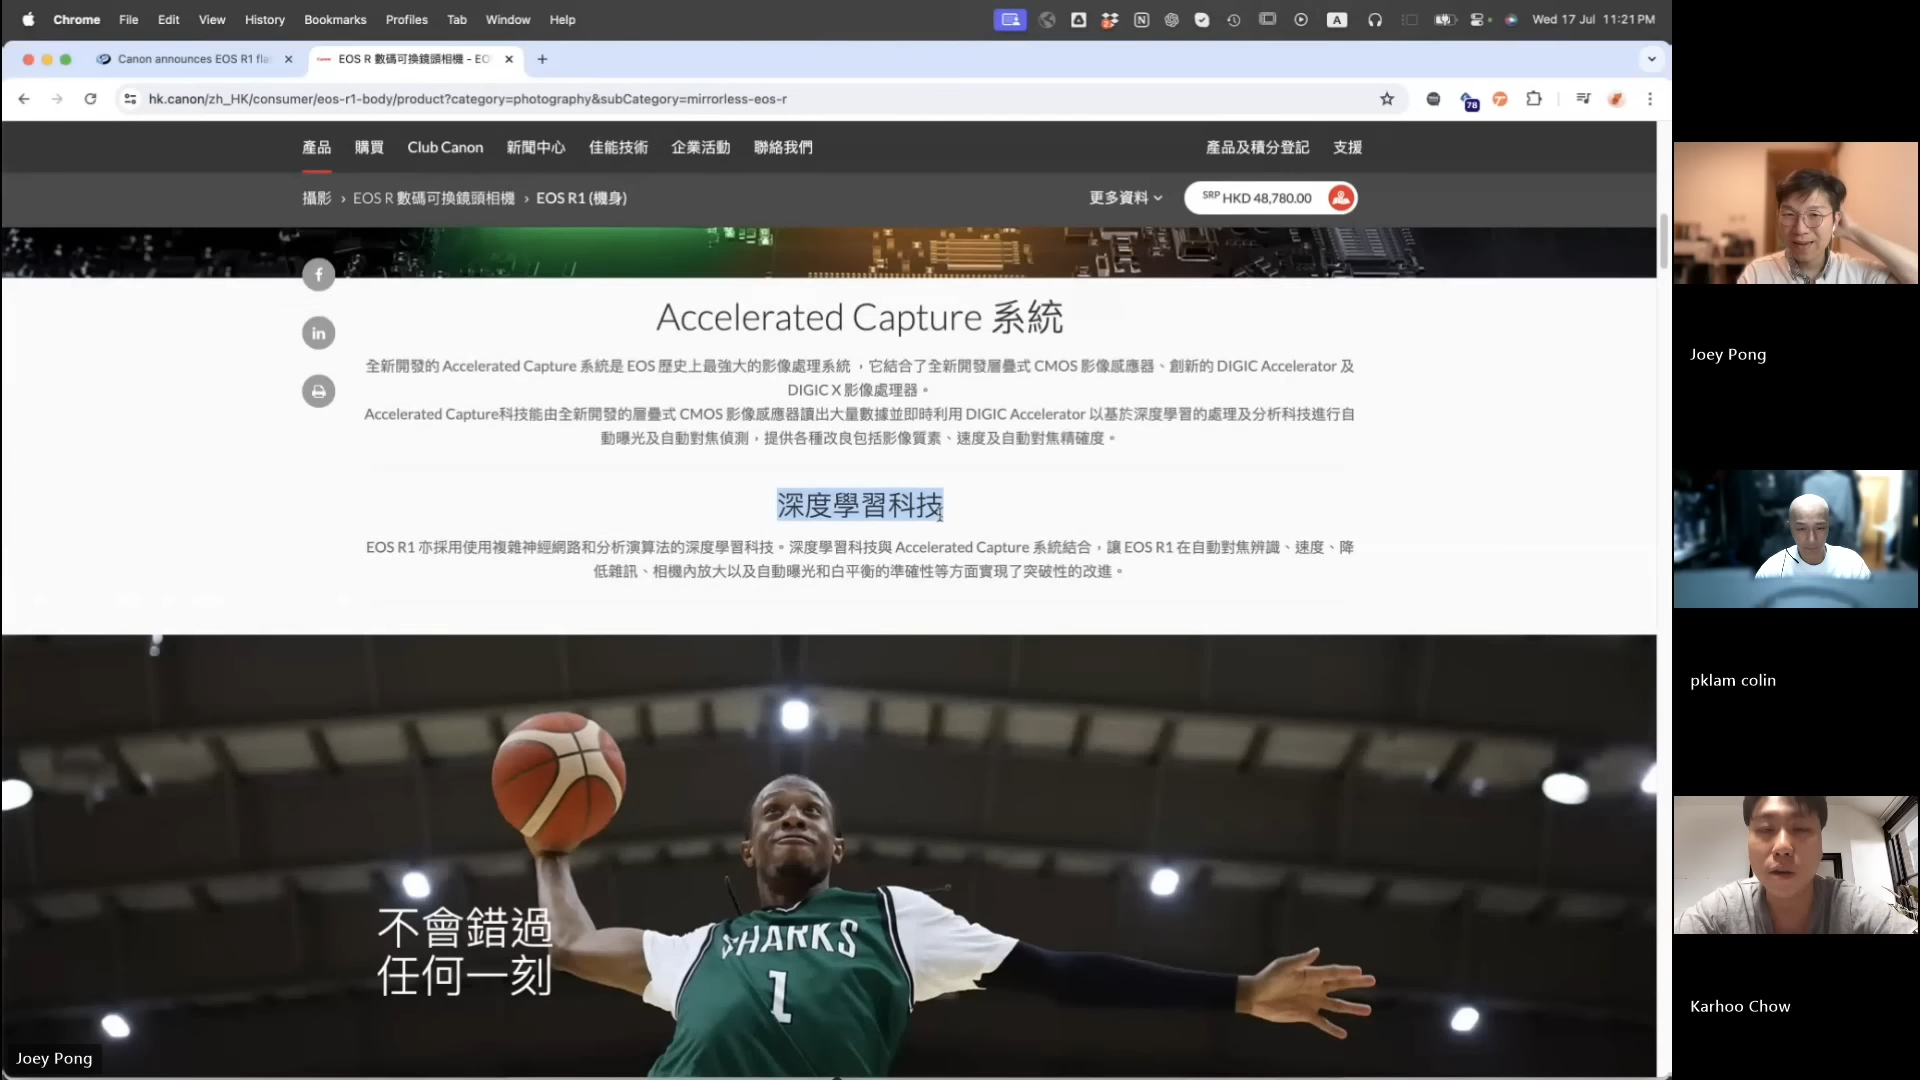 Chrome File Edit View History Bookmarks Profiles Tab Window Help
A
Wed 17 Jul 11:21 PM
Canon announces EOS R1 fla
EOS R 數碼可換鏡頭相機 - EO
hk.canon/zh_HK/consumer/eos-r1-body/product?category=photography&subCategory=mirrorless-eos-r
78
產品 購買 Club Canon 新聞中心 佳能技術 企業活動 聯絡我們 產品及積分登記 支援
攝影 › EOS R 數碼可換鏡頭相機 › EOS R1 (機身) 更多資料 SRP HKD 48,780.00
Accelerated Capture 系統
全新開發的 Accelerated Capture 系統是 EOS 歷史上最強大的影像處理系統，它結合了全新開發層疊式 CMOS 影像感應器、創新的 DIGIC Accelerator 及
DIGIC X 影像處理器。
Accelerated Capture科技能由全新開發的層疊式 CMOS 影像感應器讀出大量數據並即時利用 DIGIC Accelerator 以基於深度學習的處理及分析科技進行自
動曝光及自動對焦偵測，提供各種改良包括影像質素、速度及自動對焦精確度。
深度學習科技
EOS R1 亦採用使用複雜神經網路和分析演算法的深度學習科技。深度學習科技與 Accelerated Capture 系統結合，讓 EOS R1 在自動對焦辨識、速度、降
低雜訊、相機內放大以及自動曝光和白平衡的準確性等方面實現了突破性的改進。
不會錯過
任何一刻
SHARKS
1
Joey Pong
Joey Pong
pklam colin
Karhoo Chow